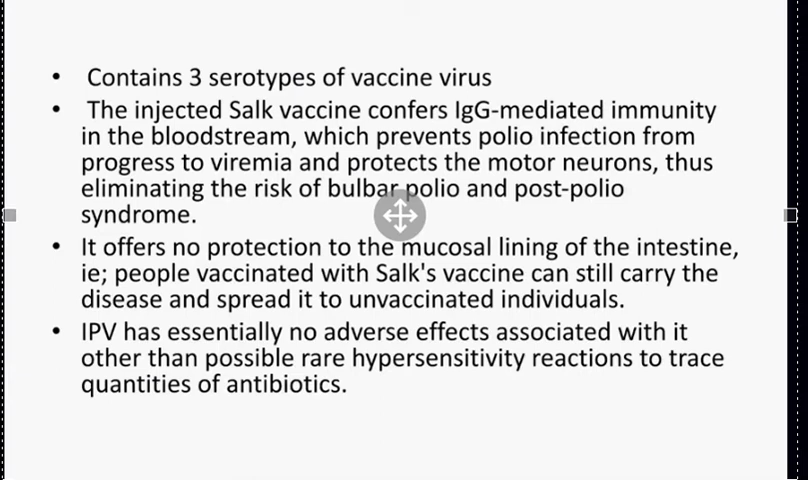 • Contains 3 serotypes of vaccine virus
• The injected Salk vaccine confers IgG-mediated immunity
in the bloodstream, which prevents polio infection from
progress to viremia and protects the motor neurons, thus
eliminating the risk of bulbar polio and post-polio
syndrome.
• It offers no protection to the mucosal lining of the intestine,
ie; people vaccinated with Salk's vaccine can still carry the
disease and spread it to unvaccinated individuals.
• IPV has essentially no adverse effects associated with it
other than possible rare hypersensitivity reactions to trace
quantities of antibiotics.